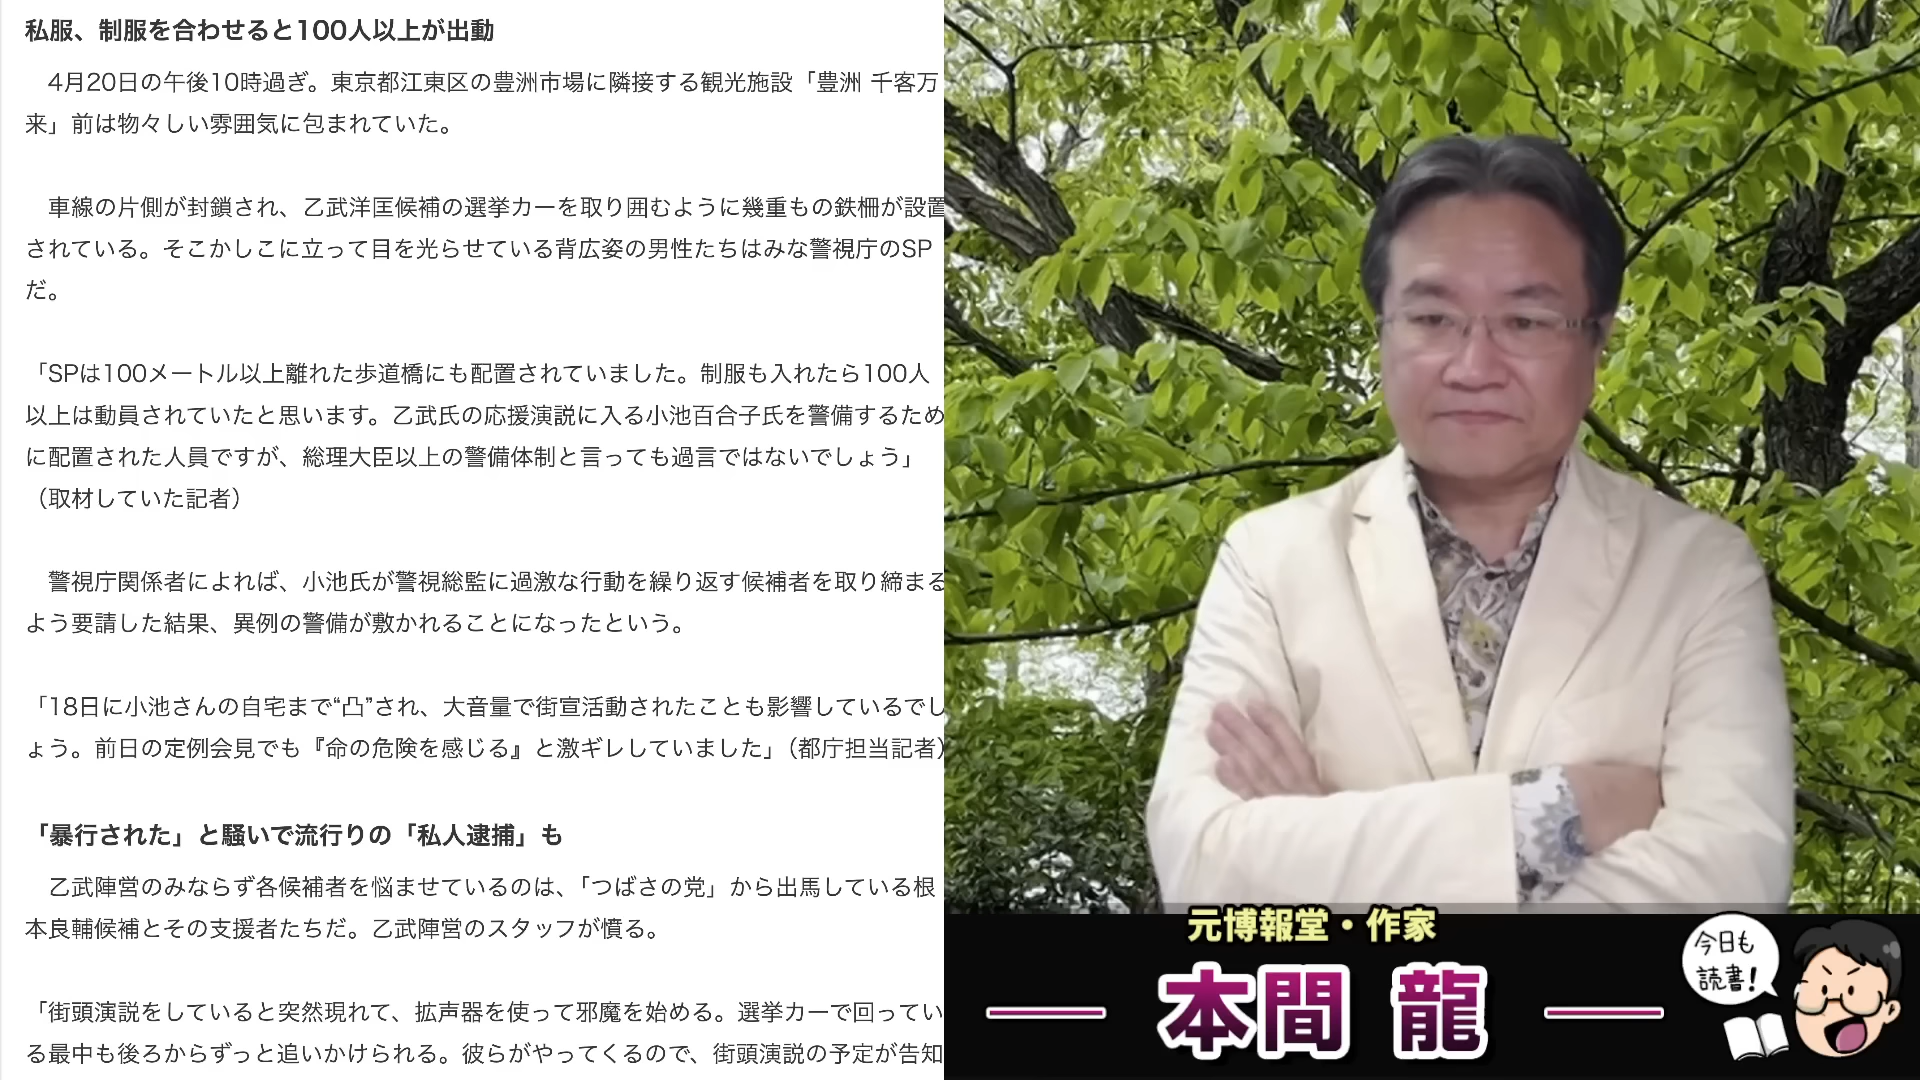 私服、制服を合わせると100人以上が出動
4月20日の午後10時過ぎ。東京都江東区の豊洲市場に隣接する観光施設「豊洲 千客万
来」前は物々しい雰囲気に包まれていた。
車線の片側が封鎖され、乙武洋匡候補の選挙カーを取り囲むように幾重もの鉄柵が設置
されている。そこかしこに立って目を光らせている背広姿の男性たちはみな警視庁のSP
だ。
「SPは100メートル以上離れた歩道橋にも配置されていました。制服も入れたら100人
以上は動員されていたと思います。乙武氏の応援演説に入る小池百合子氏を警備するため
に配置された人員ですが、総理大臣以上の警備体制と言っても過言ではないでしょう」
（取材していた記者）
警視庁関係者によれば、小池氏が警視総監に過激な行動を繰り返す候補者を取り締まる
よう要請した結果、異例の警備が敷かれることになったという。
「18日に小池さんの自宅まで“凸”され、大音量で街宣活動されたことも影響しているでし
ょう。前日の定例会見でも『命の危険を感じる』と激ギレしていました」（都庁担当記者）
「暴行された」と騒いで流行りの「私人逮捕」も
乙武陣営のみならず各候補者を悩ませているのは、「つばさの党」から出馬している根
本良輔候補とその支援者たちだ。乙武陣営のスタッフが憤る。
「街頭演説をしていると突然現れて、拡声器を使って邪魔を始める。選挙カーで回ってい
る最中も後ろからずっと追いかけられる。彼らがやってくるので、街頭演説の予定が告知
元博報堂・作家
本間 龍
今日も
読書!